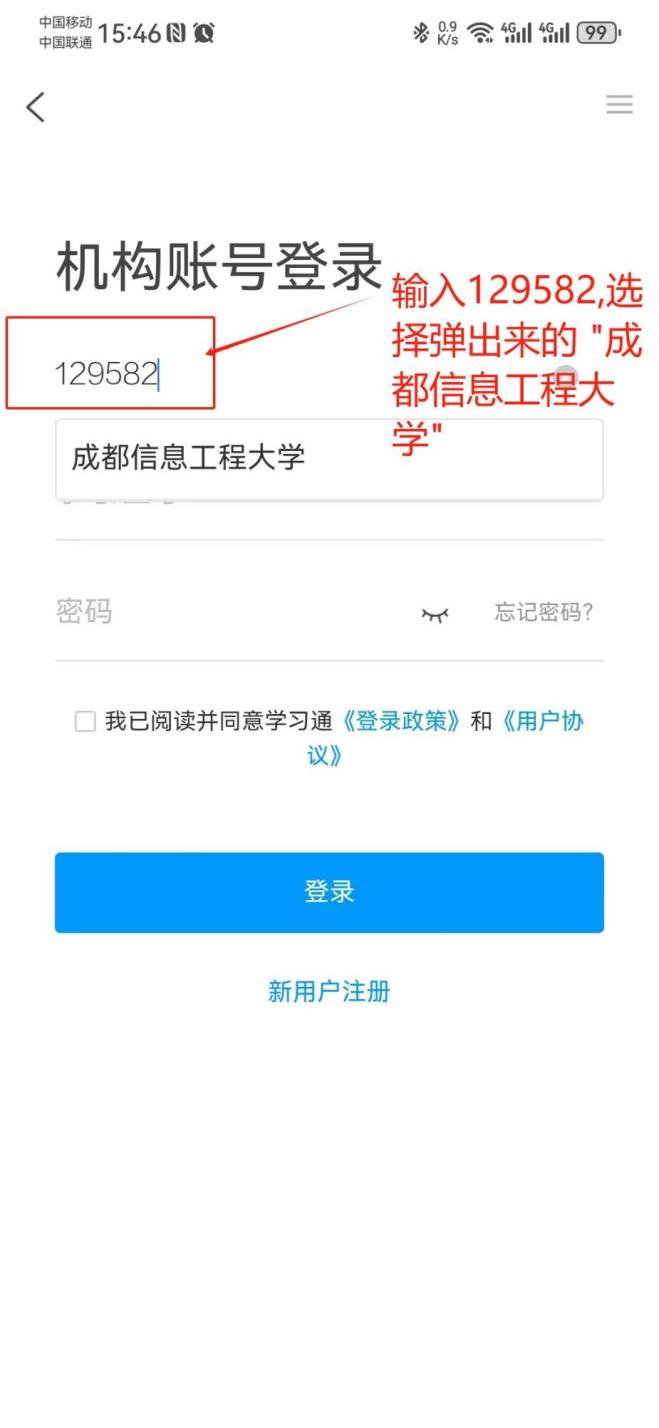 中国移动
中国联通
15:46
0.9
K/s
4G
4G
99
机构账号登录
输入129582,选
择弹出来的 "成
都信息工程大
学"
129582
成都信息工程大学
密码
忘记密码?
我已阅读并同意学习通《登录政策》和《用户协
议》
登录
新用户注册